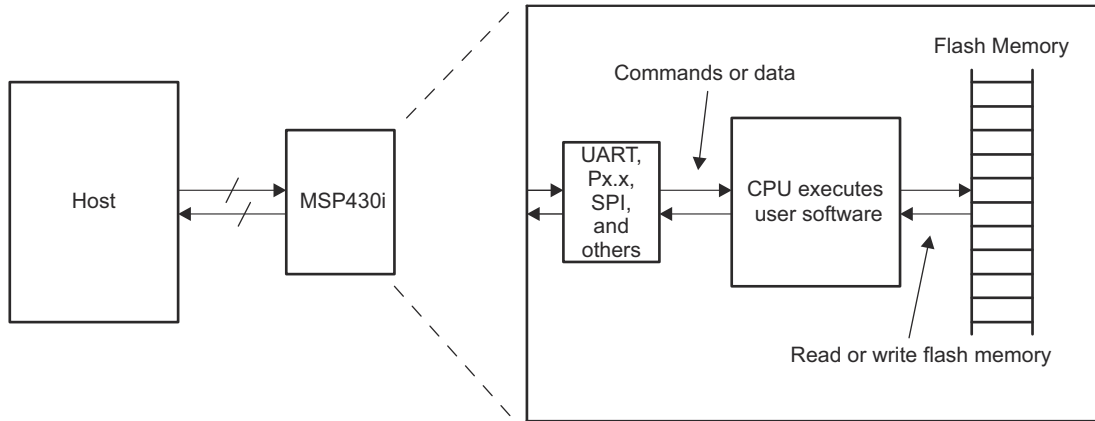 Host
MSP430i
UART,
Px.x,
SPI,
and
others
Commands or data
CPU executes
user software
Flash Memory
Read or write flash memory